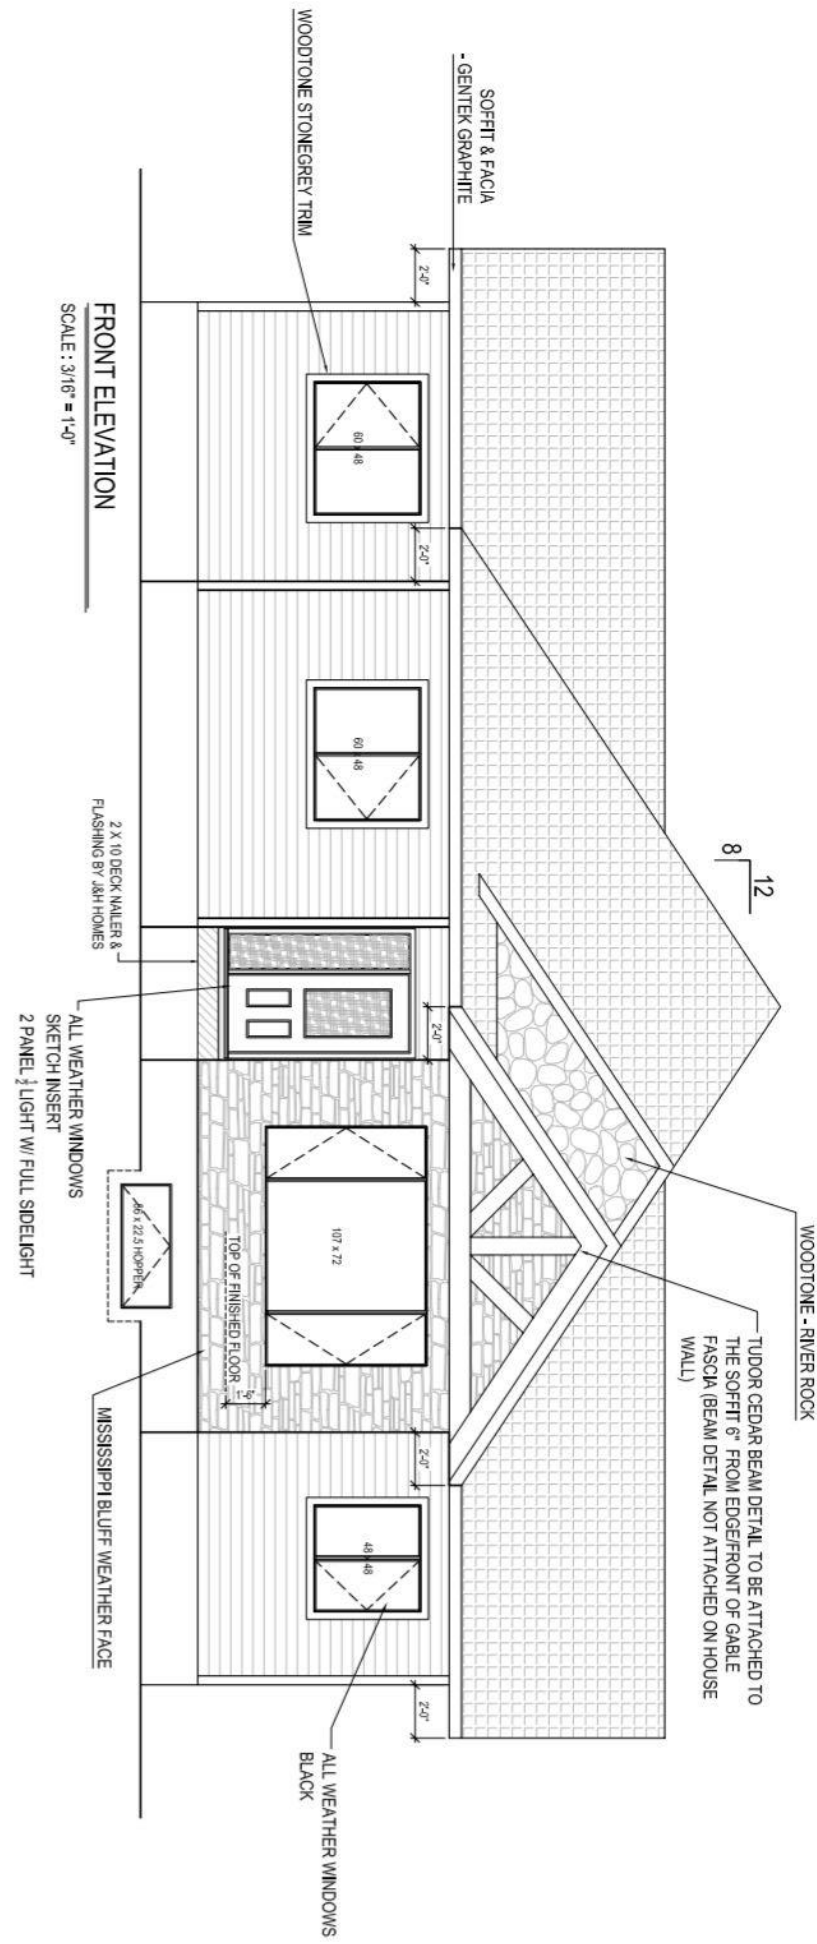 SOFFIT & FACIA
- GENTEK GRAPHITE
WOODTONE STONEGREY TRIM
12
8
WOODTONE - RIVER ROCK
TUDOR CEDAR BEAM DETAIL TO BE ATTACHED TO
THE SOFFIT 6" FROM EDGE/FRONT OF GABLE
FASCIA (BEAM DETAIL NOT ATTACHED ON HOUSE
WALL)
2'-0"
2'-0"
2'-0"
2'-0"
2'-0"
60 x 48
60 x 48
107 x 72
48 x 48
TOP OF FINISHED FLOOR
1'-6"
56 x 22.5 HOPPER
ALL WEATHER WINDOWS
BLACK
2 X 10 DECK NAILER &
FLASHING BY J&H HOMES
ALL WEATHER WINDOWS
SKETCH INSERT
2 PANEL ½ LIGHT W/ FULL SIDELIGHT
MISSISSIPPI BLUFF WEATHER FACE
FRONT ELEVATION
SCALE : 3/16" = 1'-0"